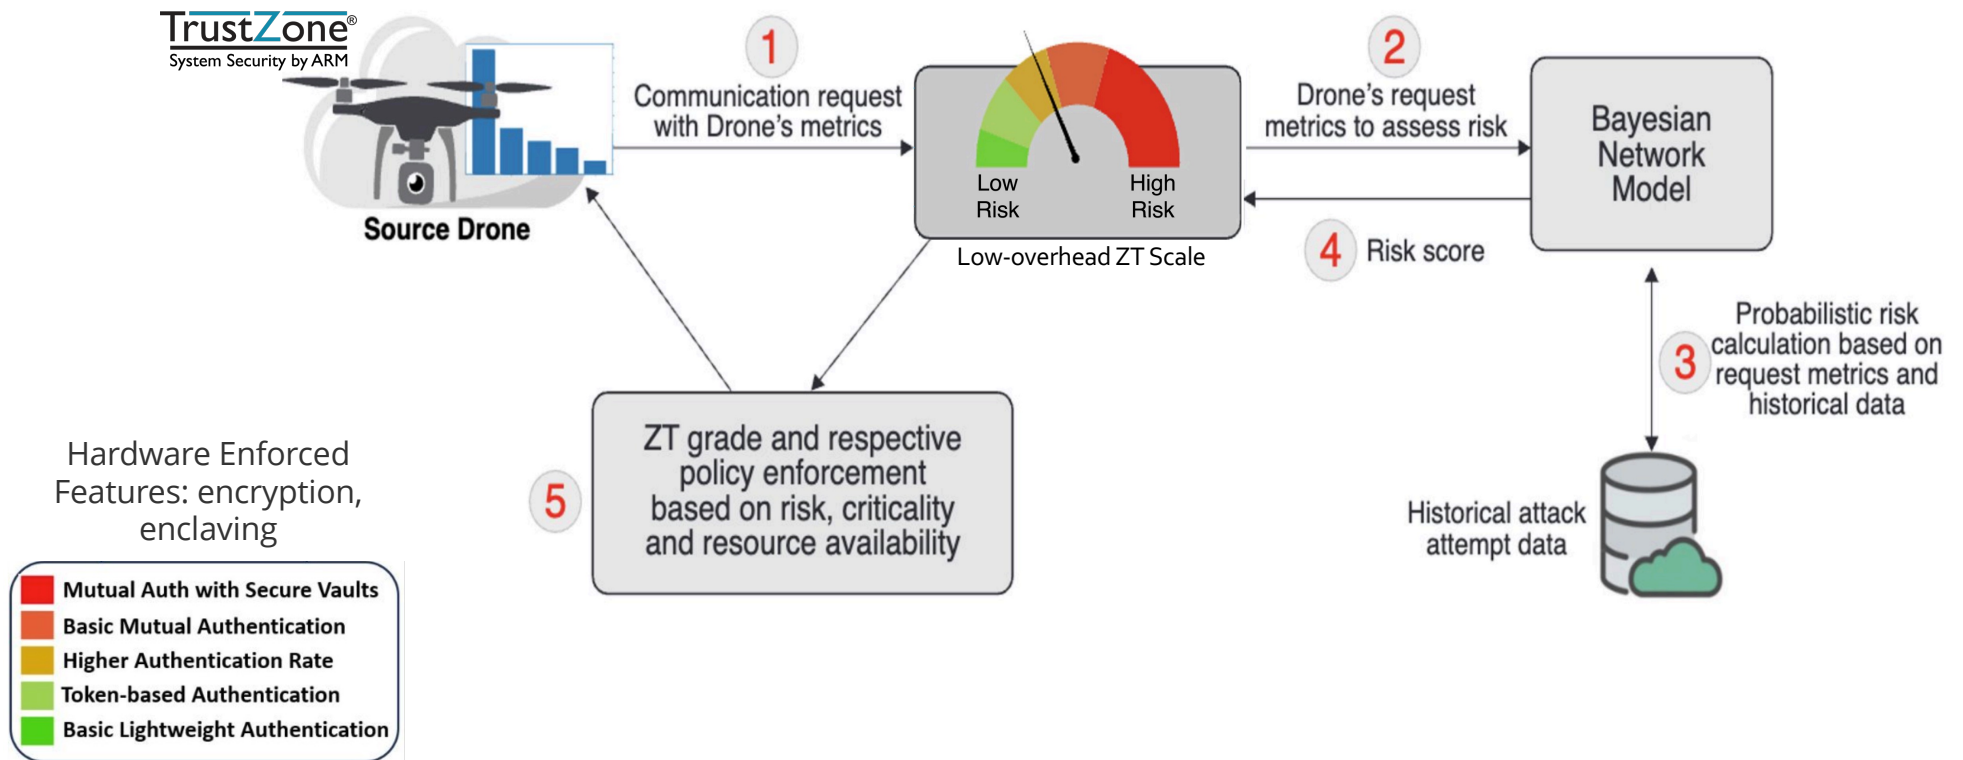 TrustZone®
System Security by ARM
Source Drone
1
Communication request
with Drone's metrics
Low
Risk
High
Risk
Low-overhead ZT Scale
2
Drone's request
metrics to assess risk
Bayesian
Network
Model
4
Risk score
3
Probabilistic risk
calculation based on
request metrics and
historical data
Historical attack
attempt data
5
ZT grade and respective
policy enforcement
based on risk, criticality
and resource availability
Hardware Enforced
Features: encryption,
enclaving
Mutual Auth with Secure Vaults
Basic Mutual Authentication
Higher Authentication Rate
Token-based Authentication
Basic Lightweight Authentication